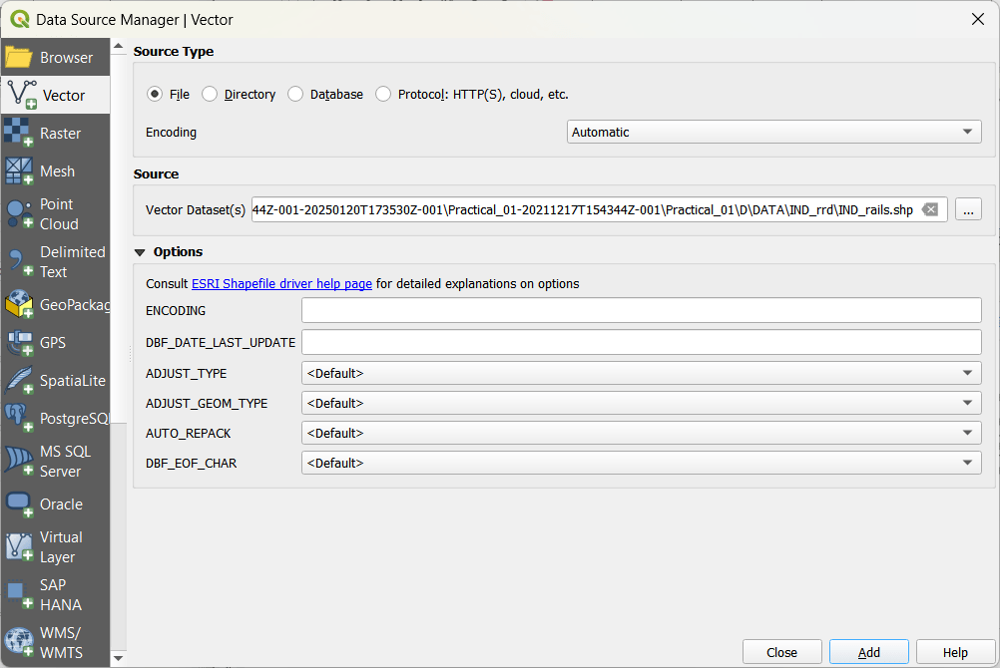 Data Source Manager | Vector
Browser
Vector
Raster
Mesh
Point
Cloud
Delimited
Text
GeoPackag
GPS
SpatiaLite
PostgreSQL
MS SQL
Server
Oracle
Virtual
Layer
SAP
HANA
WMS/
WMTS
Source Type
File Directory Database Protocol: HTTP(S), cloud, etc.
Encoding Automatic
Source
Vector Dataset(s) 44Z-001-20250120T173530Z-001\Practical_01-20211217T154344Z-001\Practical_01\D\DATA\IND_rrd\IND_rails.shp ...
Options
Consult ESRI Shapefile driver help page for detailed explanations on options
ENCODING
DBF_DATE_LAST_UPDATE
ADJUST_TYPE <Default>
ADJUST_GEOM_TYPE <Default>
AUTO_REPACK <Default>
DBF_EOF_CHAR <Default>
Close Add Help